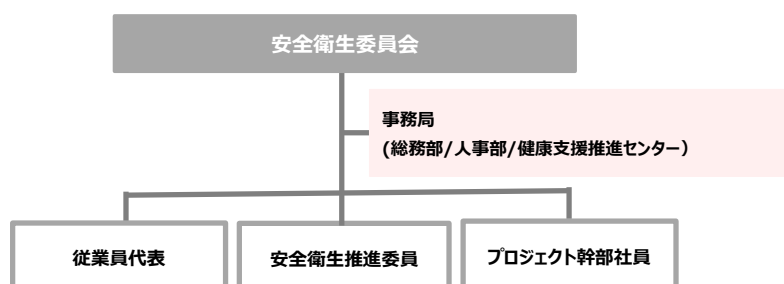 安全衛生委員会
事務局
(総務部/人事部/健康支援推進センター）
従業員代表
安全衛生推進委員
プロジェクト幹部社員